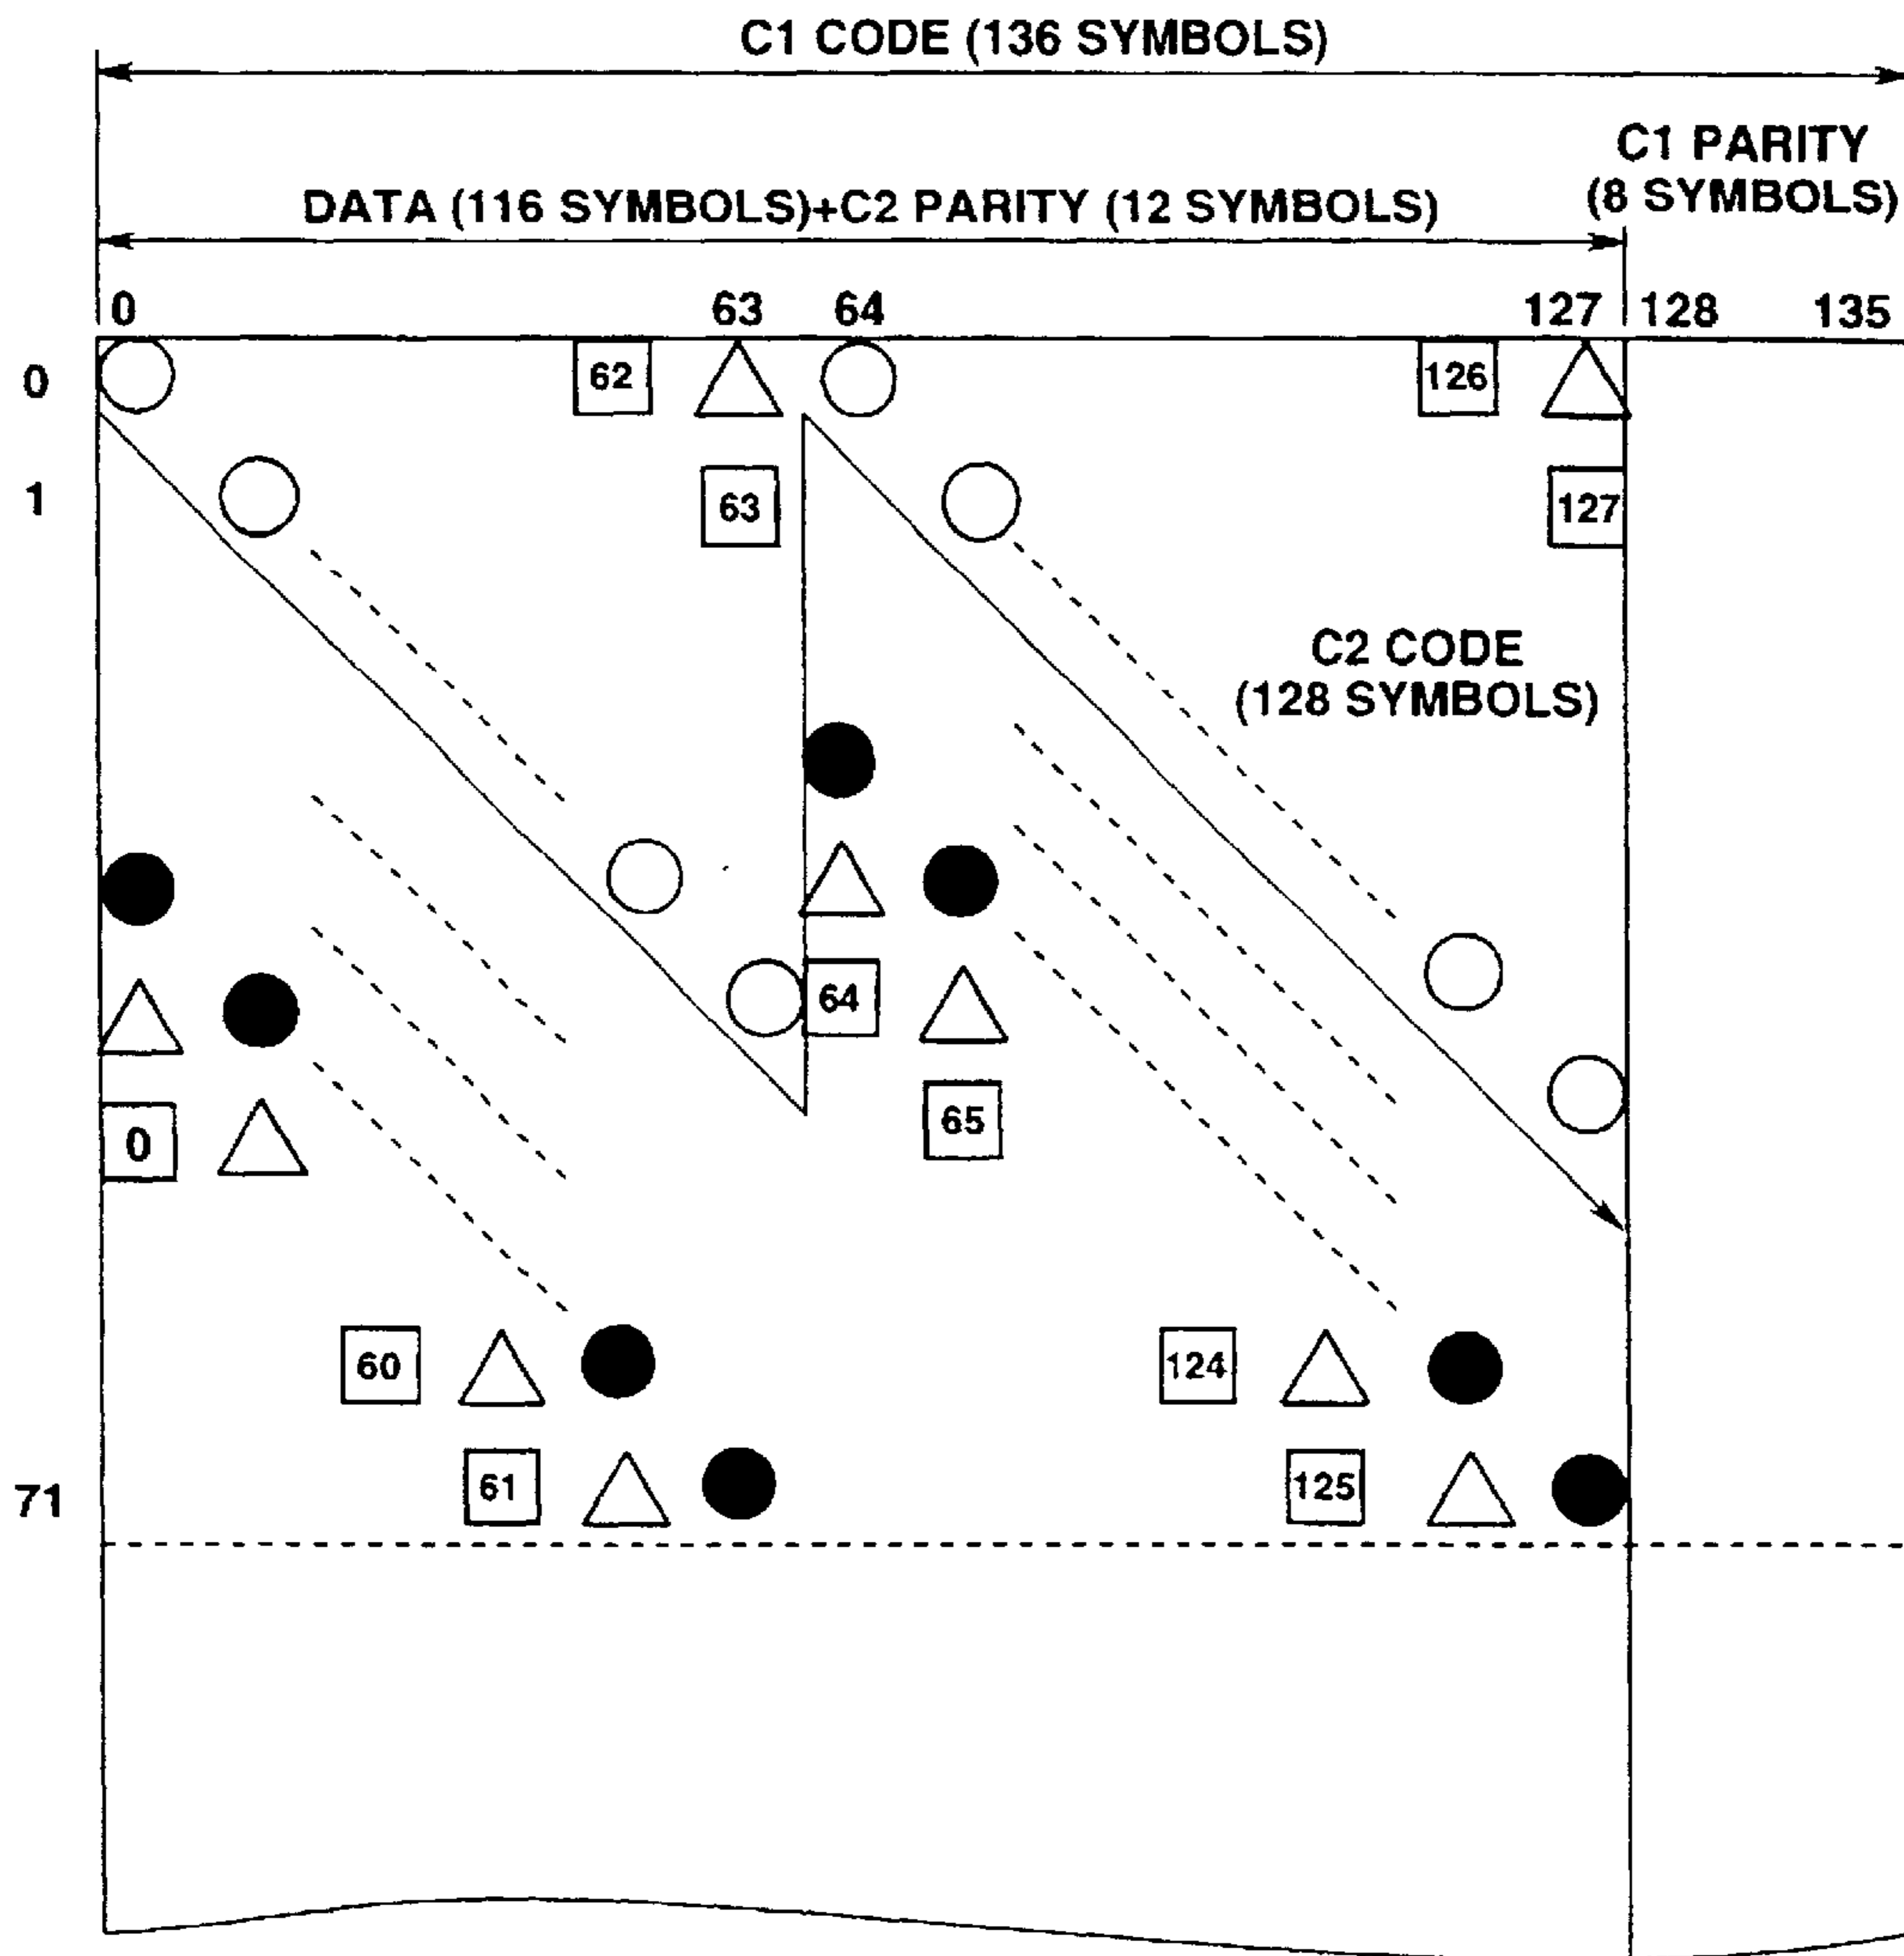 C1 CODE (136 SYMBOLS)
C1 PARITY
(8 SYMBOLS)
DATA (116 SYMBOLS)+C2 PARITY (12 SYMBOLS)
0 63 64 127 128 135
0 62 126
1 63 127
C2 CODE
(128 SYMBOLS)
64
65
0
60 124
61 125
71